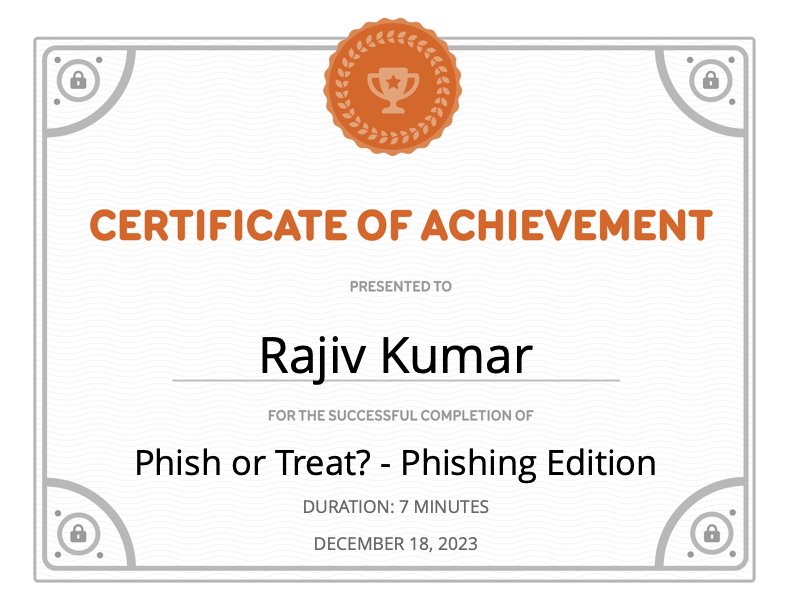 CERTIFICATE OF ACHIEVEMENT
PRESENTED TO
Rajiv Kumar
FOR THE SUCCESSFUL COMPLETION OF
Phish or Treat? - Phishing Edition
DURATION: 7 MINUTES
DECEMBER 18, 2023